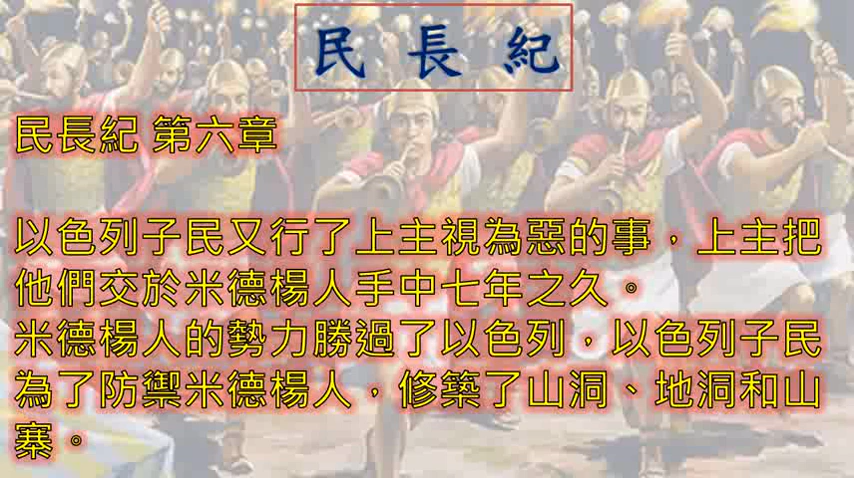 民長紀
民長紀 第六章
以色列子民又行了上主視為惡的事，上主把
他們交於米德楊人手中七年之久。
米德楊人的勢力勝過了以色列，以色列子民
為了防禦米德楊人，修築了山洞、地洞和山
寨。